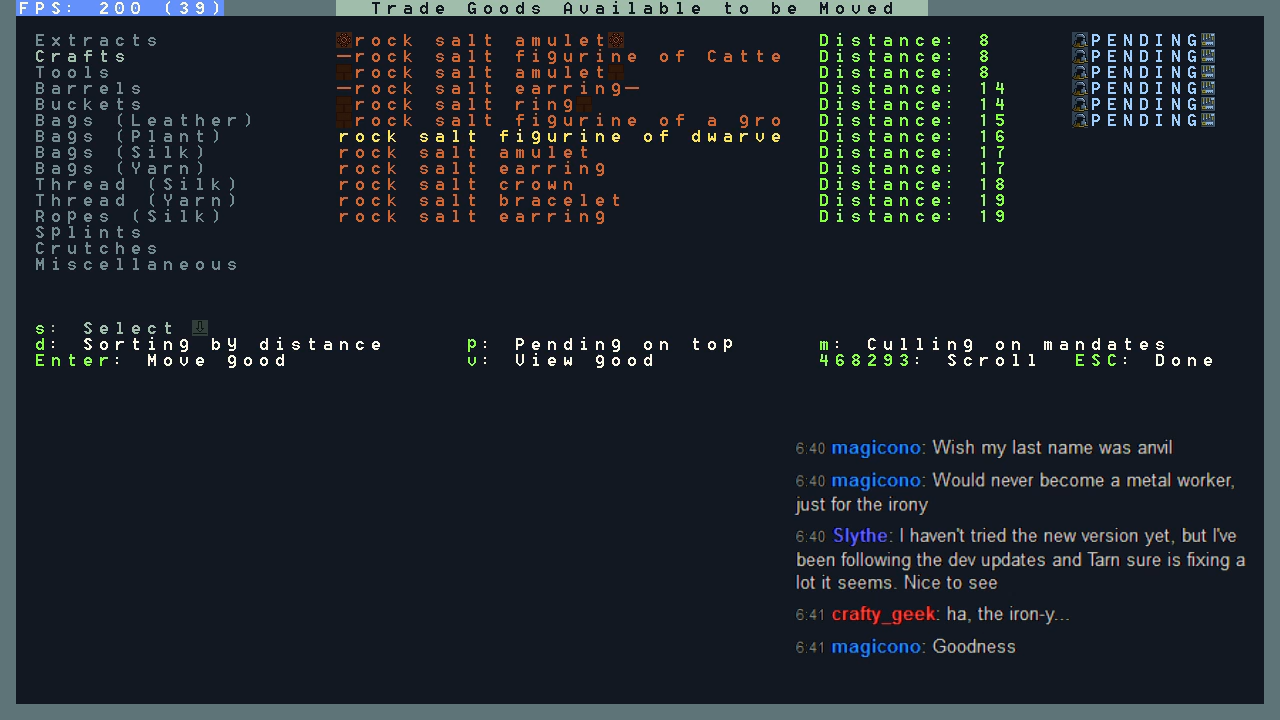 FPS: 200 (39)
Trade Goods Available to be Moved
Extracts rock salt amulet Distance: 8 PENDING
Crafts —rock salt figurine of Catte Distance: 8 PENDING
Tools rock salt amulet Distance: 8 PENDING
Barrels —rock salt earring— Distance: 14 PENDING
Buckets rock salt ring Distance: 14 PENDING
Bags (Leather) rock salt figurine of a gro Distance: 15 PENDING
Bags (Plant) rock salt figurine of dwarve Distance: 16
Bags (Silk) rock salt amulet Distance: 17
Bags (Yarn) rock salt earring Distance: 17
Thread (Silk) rock salt crown Distance: 18
Thread (Yarn) rock salt bracelet Distance: 19
Ropes (Silk) rock salt earring Distance: 19
Splints
Crutches
Miscellaneous
s: Select
d: Sorting by distance p: Pending on top m: Culling on mandates
Enter: Move good v: View good 468293: Scroll ESC: Done
6:40 magicono: Wish my last name was anvil
6:40 magicono: Would never become a metal worker,
just for the irony
6:40 Slythe: I haven't tried the new version yet, but I've
been following the dev updates and Tarn sure is fixing a
lot it seems. Nice to see
6:41 crafty_geek: ha, the iron-y...
6:41 magicono: Goodness